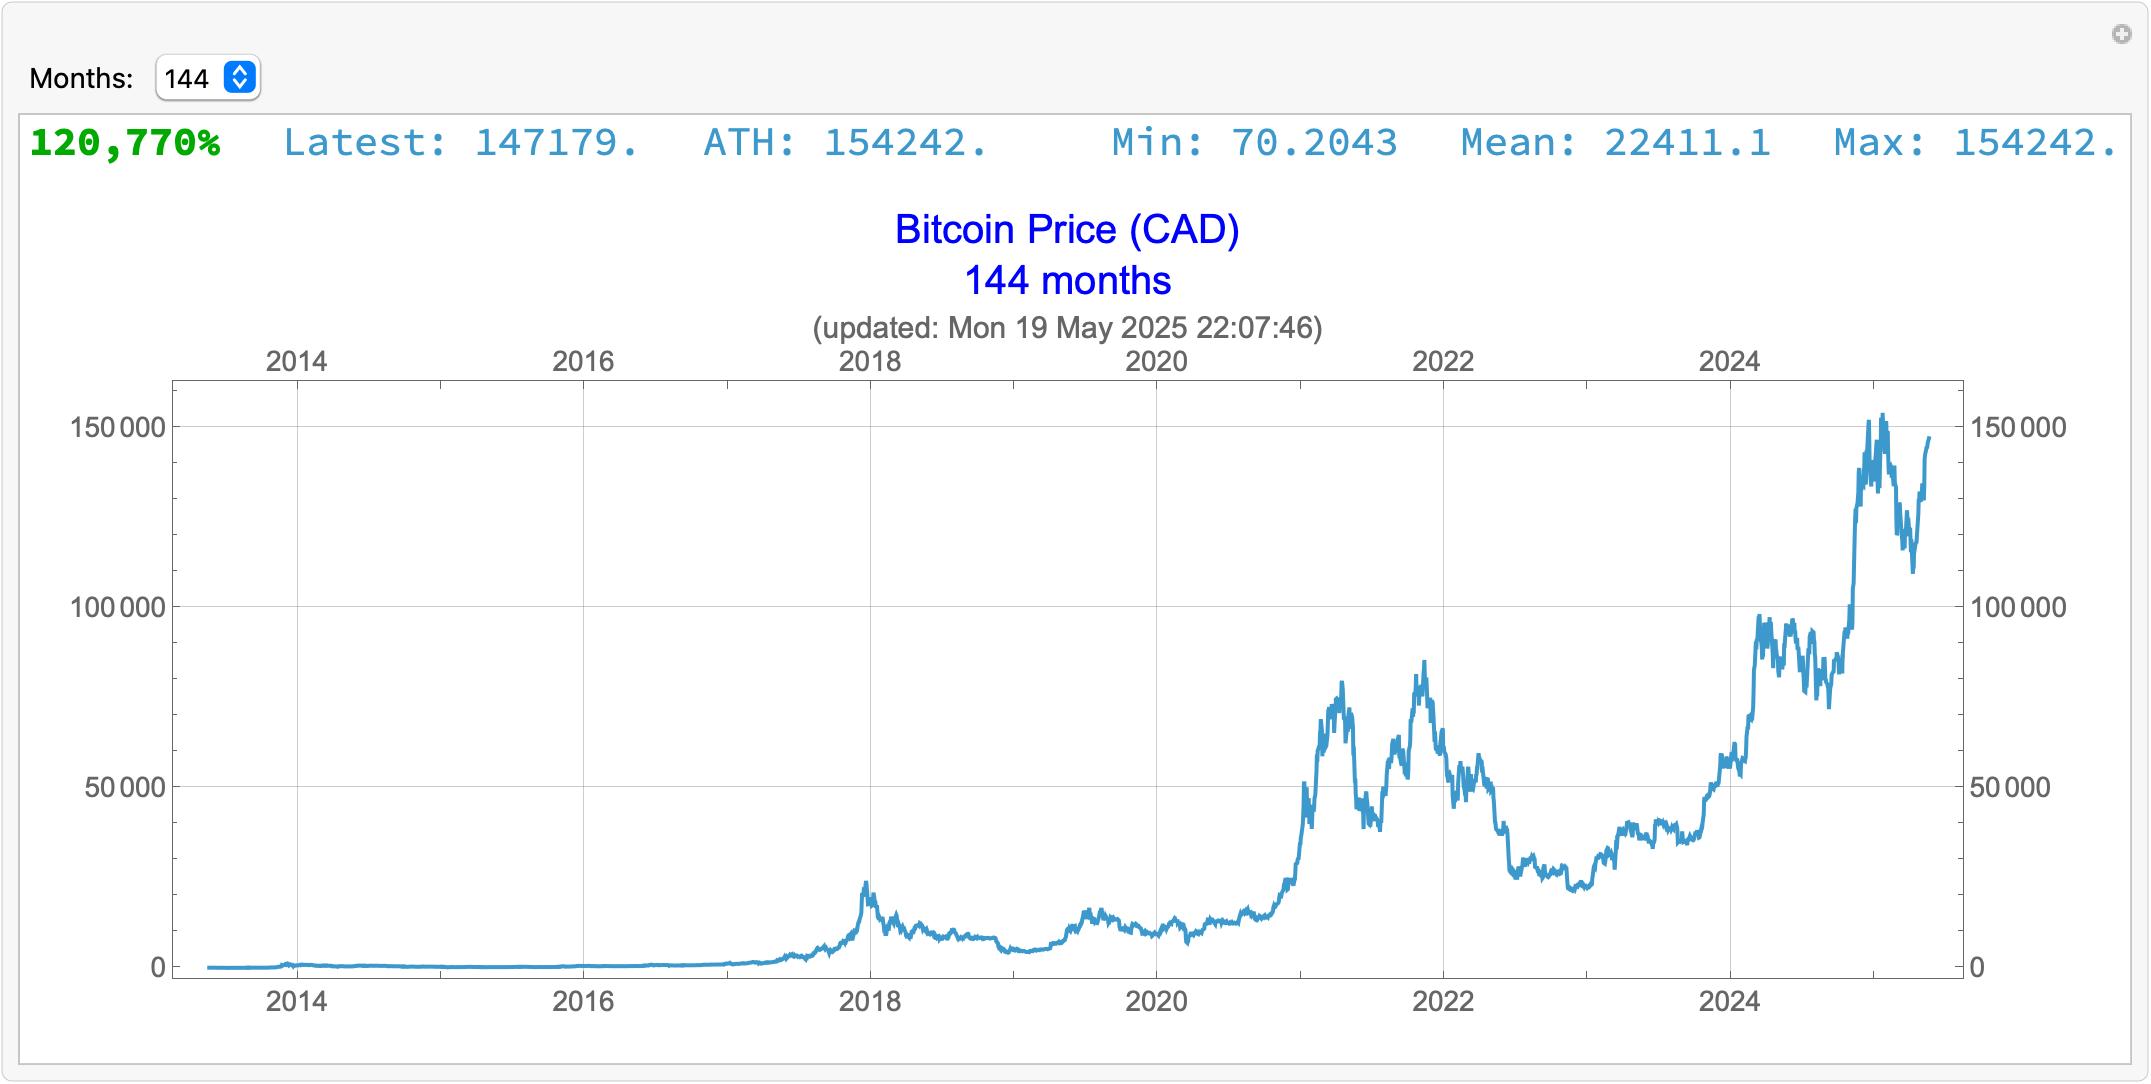 Months: 144
120,770% Latest: 147179. ATH: 154242. Min: 70.2043 Mean: 22411.1 Max: 154242.
Bitcoin Price (CAD)
144 months
(updated: Mon 19 May 2025 22:07:46)
2014 2016 2018 2020 2022 2024
150 000 150 000
100 000 100 000
50 000 50 000
0 0
2014 2016 2018 2020 2022 2024